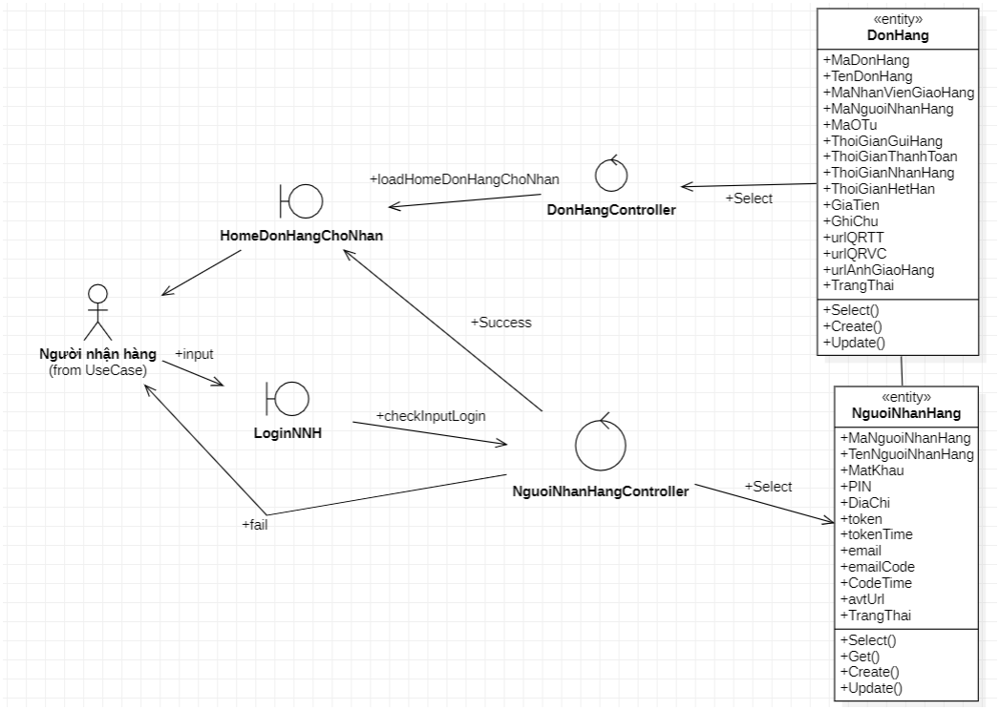 «entity»
DonHang
+MaDonHang
+TenDonHang
+MaNhanVienGiaoHang
+MaNguoiNhanHang
+MaOTu
+ThoiGianGuiHang
+ThoiGianThanhToan
+ThoiGianNhanHang
+ThoiGianHetHan
+GiaTien
+GhiChu
+urlQRTT
+urlQRVC
+urlAnhGiaoHang
+TrangThai
+Select()
+Create()
+Update()
+loadHomeDonHangChoNhan
+Select
DonHangController
HomeDonHangChoNhan
+Success
Người nhận hàng
(from UseCase)
+input
LoginNNH
+checkInputLogin
NguoiNhanHangController
+Select
+fail
«entity»
NguoiNhanHang
+MaNguoiNhanHang
+TenNguoiNhanHang
+MatKhau
+PIN
+DiaChi
+token
+tokenTime
+email
+emailCode
+CodeTime
+avtUrl
+TrangThai
+Select()
+Get()
+Create()
+Update()